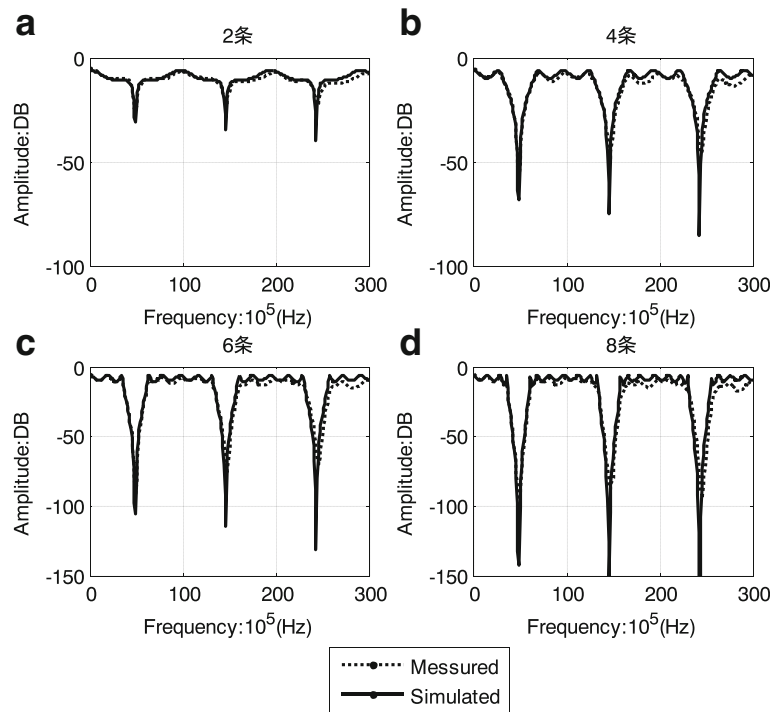 a
2条
0
-50
-100
Amplitude:DB
0 100 200 300
Frequency:10^5(Hz)
b
4条
0
-50
-100
Amplitude:DB
0 100 200 300
Frequency:10^5(Hz)
c
6条
0
-50
-100
-150
Amplitude:DB
0 100 200 300
Frequency:10^5(Hz)
d
8条
0
-50
-100
-150
Amplitude:DB
0 100 200 300
Frequency:10^5(Hz)
Messured
Simulated